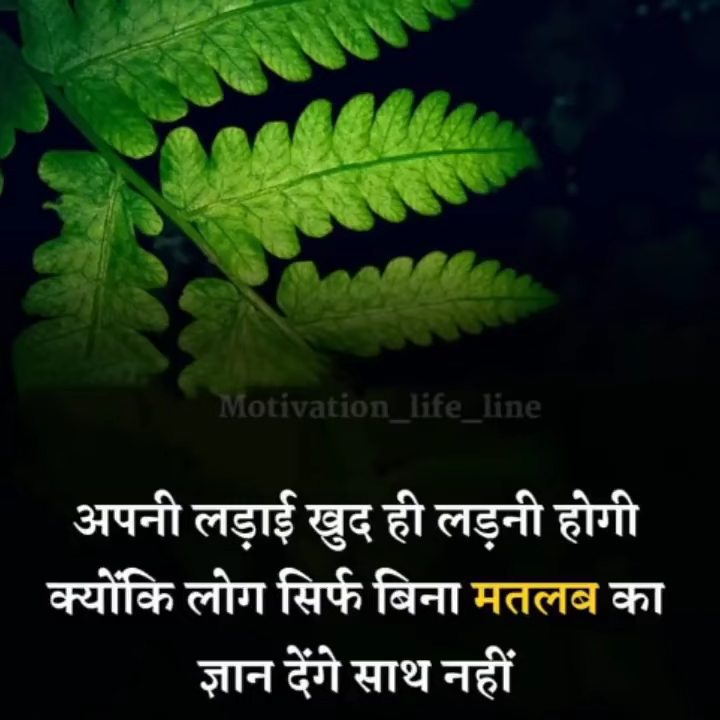 Motivation_life_line
अपनी लड़ाई खुद ही लड़नी होगी
क्योंकि लोग सिर्फ बिना मतलब का
ज्ञान देंगे साथ नहीं